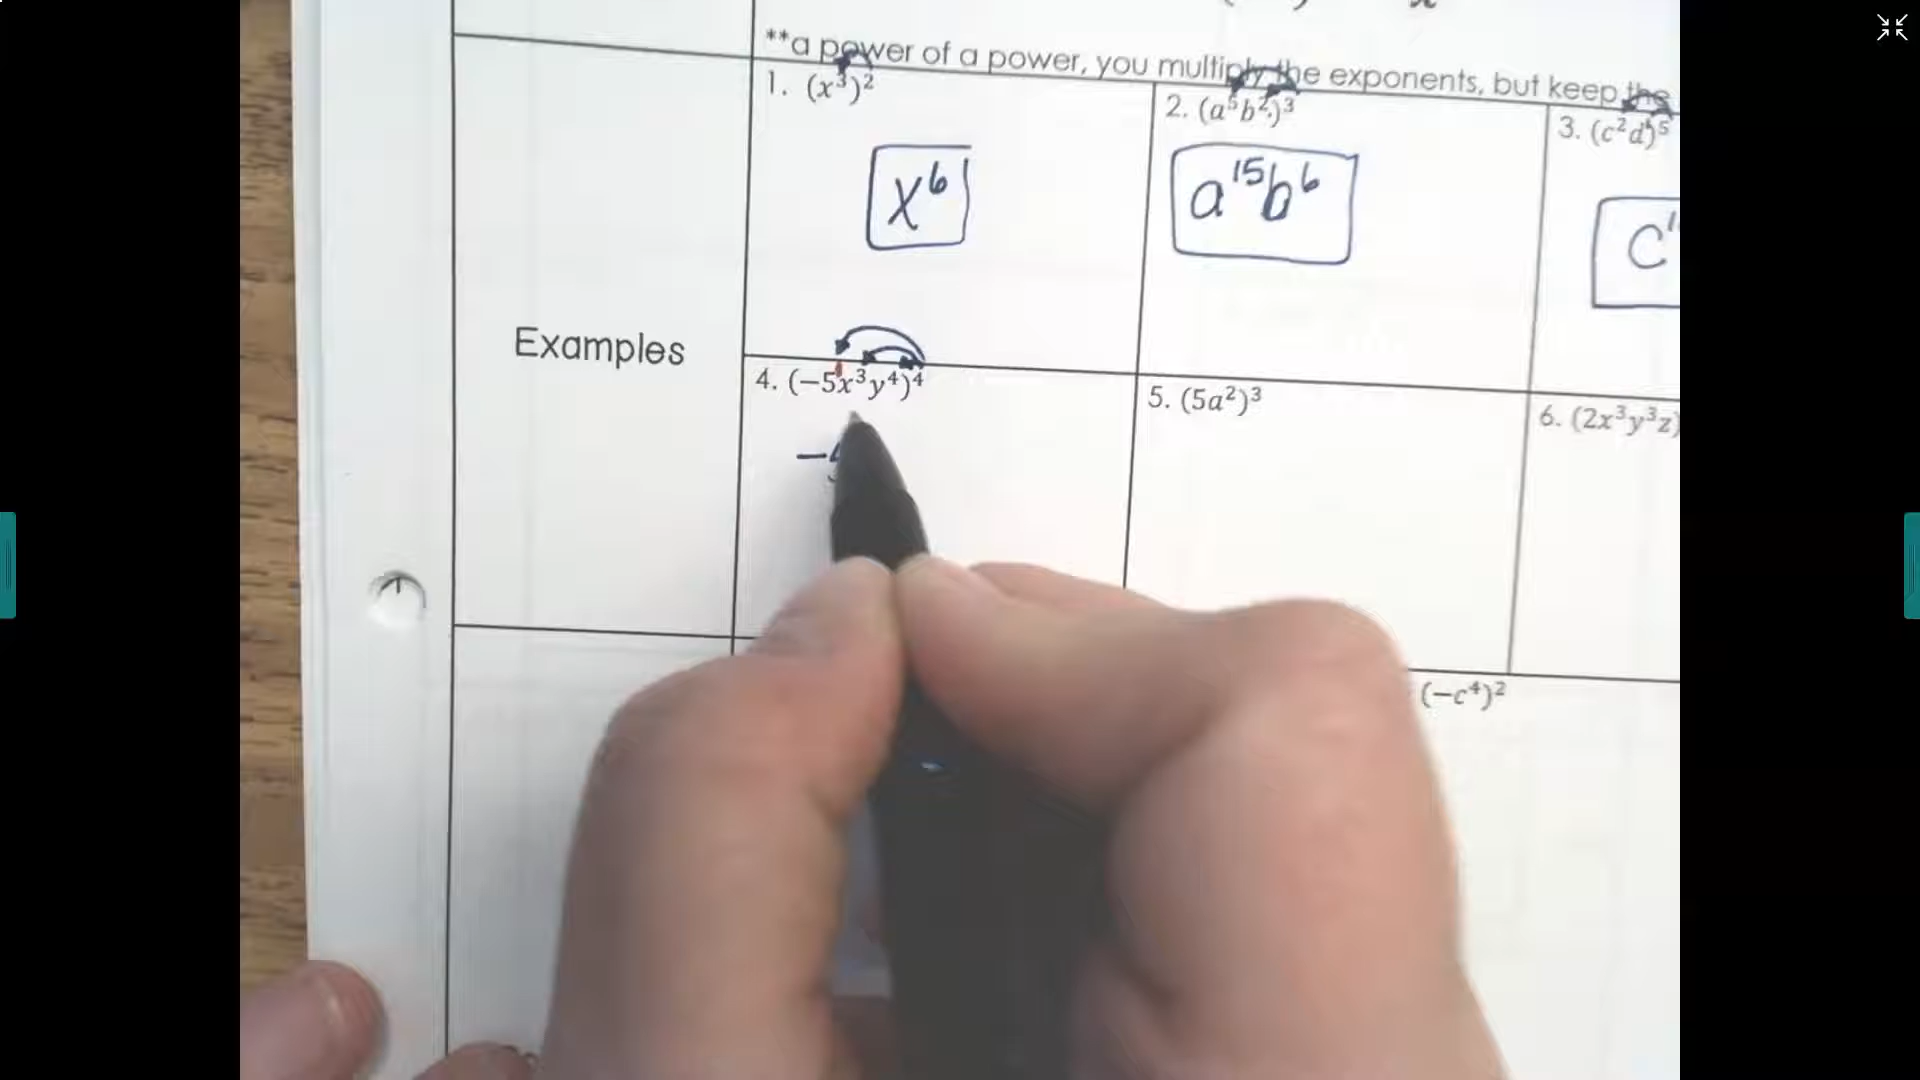 **a power of a power, you multiply the exponents, but keep the
1. (x³)²
2. (a⁵b²)³
3. (c²d)⁵
x⁶
a¹⁵b⁶
c¹
Examples
4. (−5x³y⁴)⁴
5. (5a²)³
6. (2x³y³z)
−
(−c⁴)²